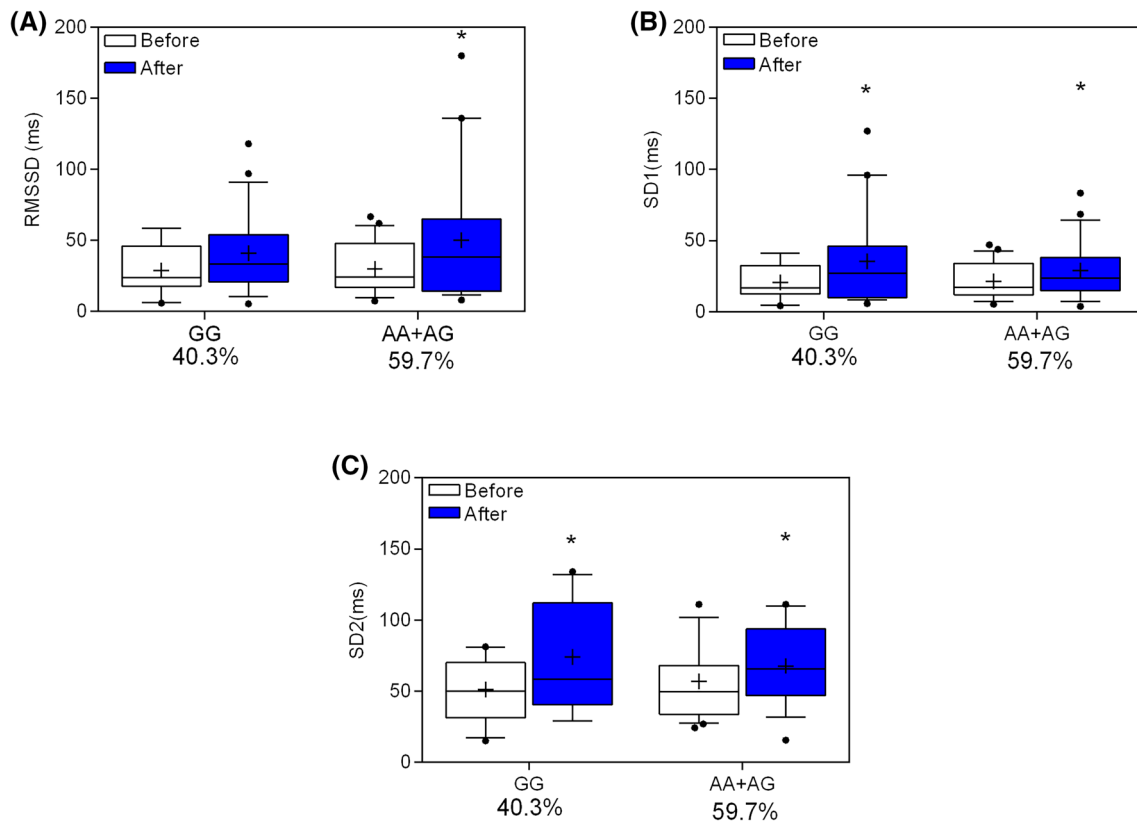 (A)
200
150
100
50
0
RMSSD (ms)
Before
After
*
GG
40.3%
AA+AG
59.7%
(B)
200
150
100
50
0
SD1(ms)
Before
After
*
*
GG
40.3%
AA+AG
59.7%
(C)
200
150
100
50
0
SD2(ms)
Before
After
*
*
GG
40.3%
AA+AG
59.7%